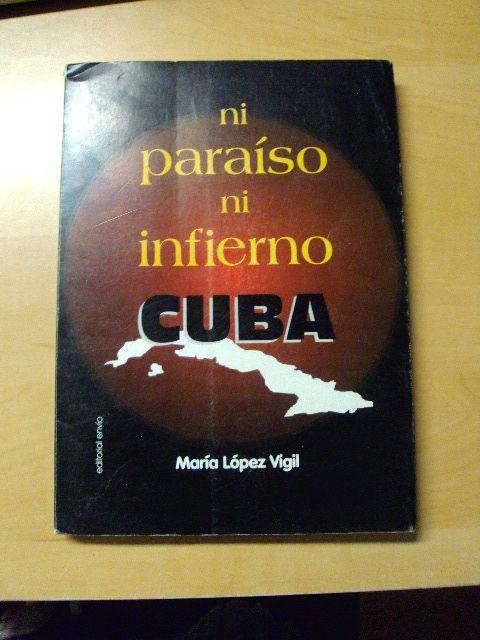 ni
paraíso
ni
infierno
CUBA
editorial envío
María López Vigil